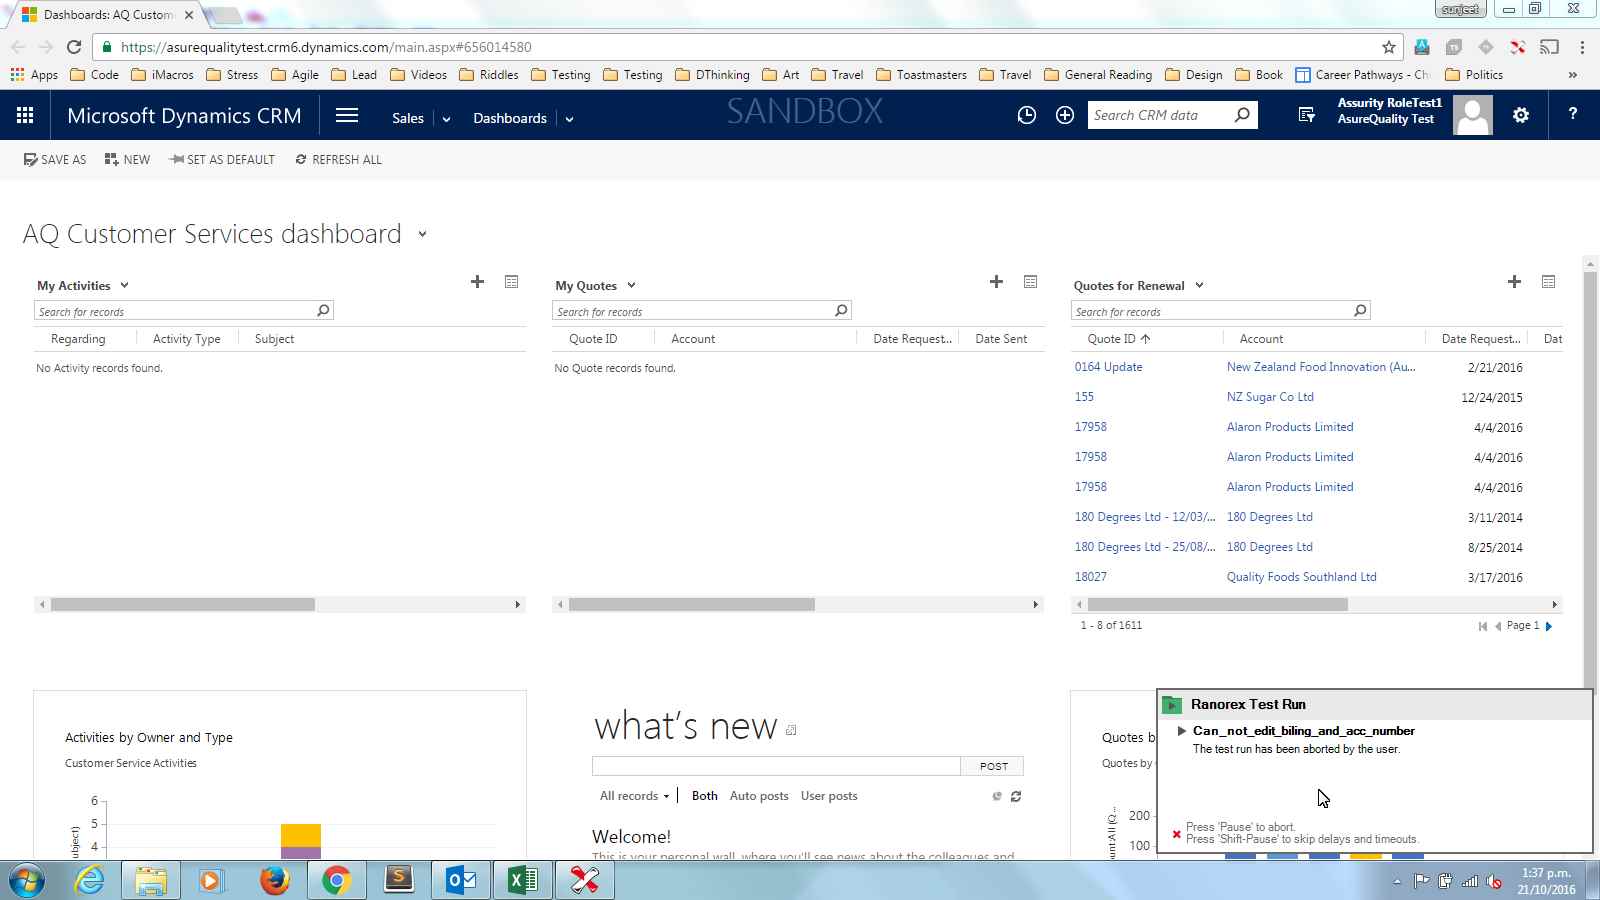 Dashboards: AQ Custom
sunjeet
https://asurequalitytest.crm6.dynamics.com/main.aspx#656014580
Apps Code iMacros Stress Agile Lead Videos Riddles Testing Testing DThinking Art Travel Toastmasters Travel General Reading Design Book Career Pathways - Ch Politics »
Microsoft Dynamics CRM Sales Dashboards SANDBOX Search CRM data
Assurity RoleTest1
AsureQuality Test
?
SAVE AS NEW SET AS DEFAULT REFRESH ALL
AQ Customer Services dashboard
My Activities
Search for records
Regarding Activity Type Subject
No Activity records found.
My Quotes
Search for records
Quote ID Account Date Request... Date Sent
No Quote records found.
Quotes for Renewal
Search for records
Quote ID Account Date Request... Dat
0164 Update New Zealand Food Innovation (Au... 2/21/2016
155 NZ Sugar Co Ltd 12/24/2015
17958 Alaron Products Limited 4/4/2016
17958 Alaron Products Limited 4/4/2016
17958 Alaron Products Limited 4/4/2016
180 Degrees Ltd - 12/03/... 180 Degrees Ltd 3/11/2014
180 Degrees Ltd - 25/08/... 180 Degrees Ltd 8/25/2014
18027 Quality Foods Southland Ltd 3/17/2016
1 - 8 of 1611 Page 1
Activities by Owner and Type
Customer Service Activities
6
5
4
ubject)
what's new
POST
All records Both Auto posts User posts
Welcome!
This is your personal wall, where you'll see news about the colleagues and
Quotes b
Quotes by
200
100
ount:All (Q...
Ranorex Test Run
Can_not_edit_biling_and_acc_number
The test run has been aborted by the user.
Press 'Pause' to abort.
Press 'Shift-Pause' to skip delays and timeouts.
1:37 p.m.
21/10/2016